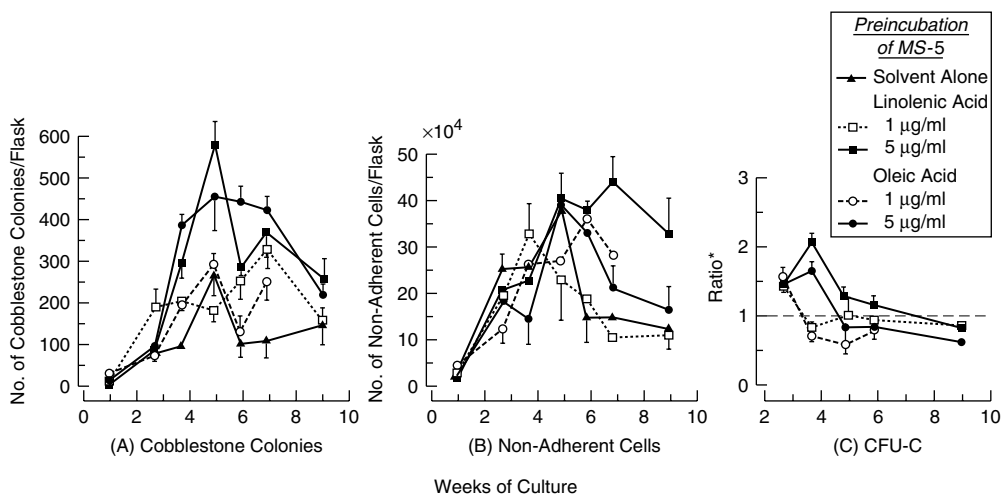 Preincubation
of MS-5
Solvent Alone
Linolenic Acid
1 µg/ml
5 µg/ml
Oleic Acid
1 µg/ml
5 µg/ml
No. of Cobblestone Colonies/Flask
600
500
400
300
200
100
0
0 2 4 6 8 10
(A) Cobblestone Colonies
No. of Non-Adherent Cells/Flask
×10⁴
50
40
30
20
10
0
0 2 4 6 8 10
(B) Non-Adherent Cells
Ratio*
3
2
1
0
2 4 6 8 10
(C) CFU-C
Weeks of Culture